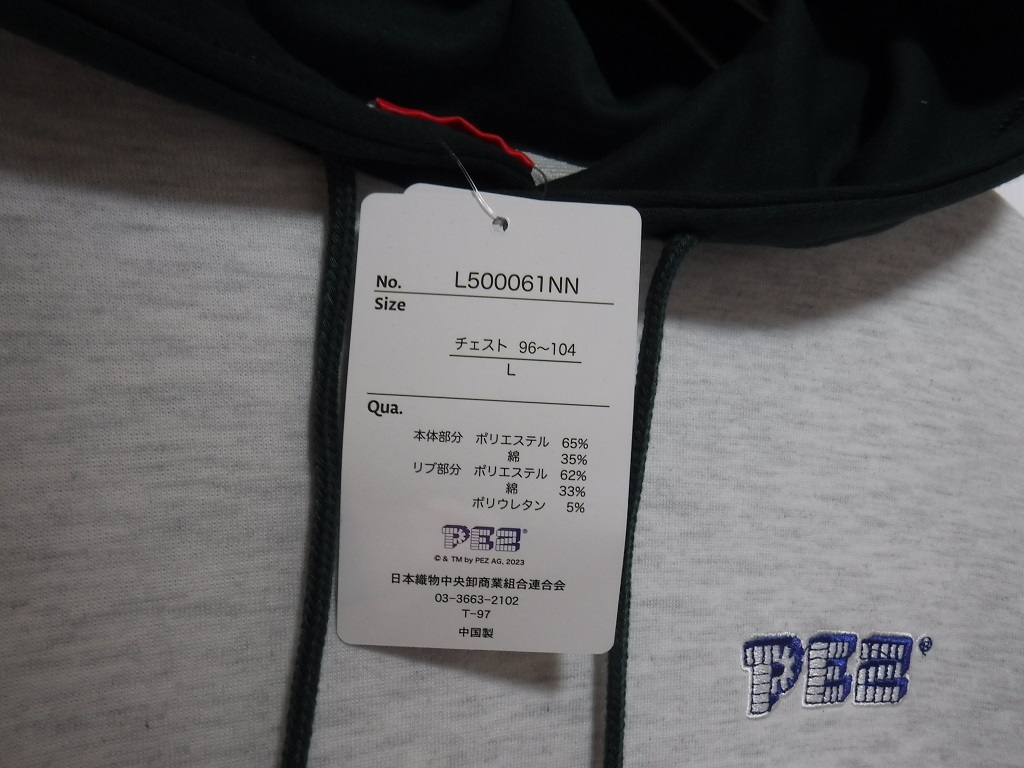 No. L500061NN
Size
チェスト 96～104
L
Qua.
本体部分 ポリエステル 65%
綿 35%
リブ部分 ポリエステル 62%
綿 33%
ポリウレタン 5%
PEZ®
© & TM by PEZ AG, 2023
日本織物中央卸商業組合連合会
03-3663-2102
T-97
中国製
PEZ®